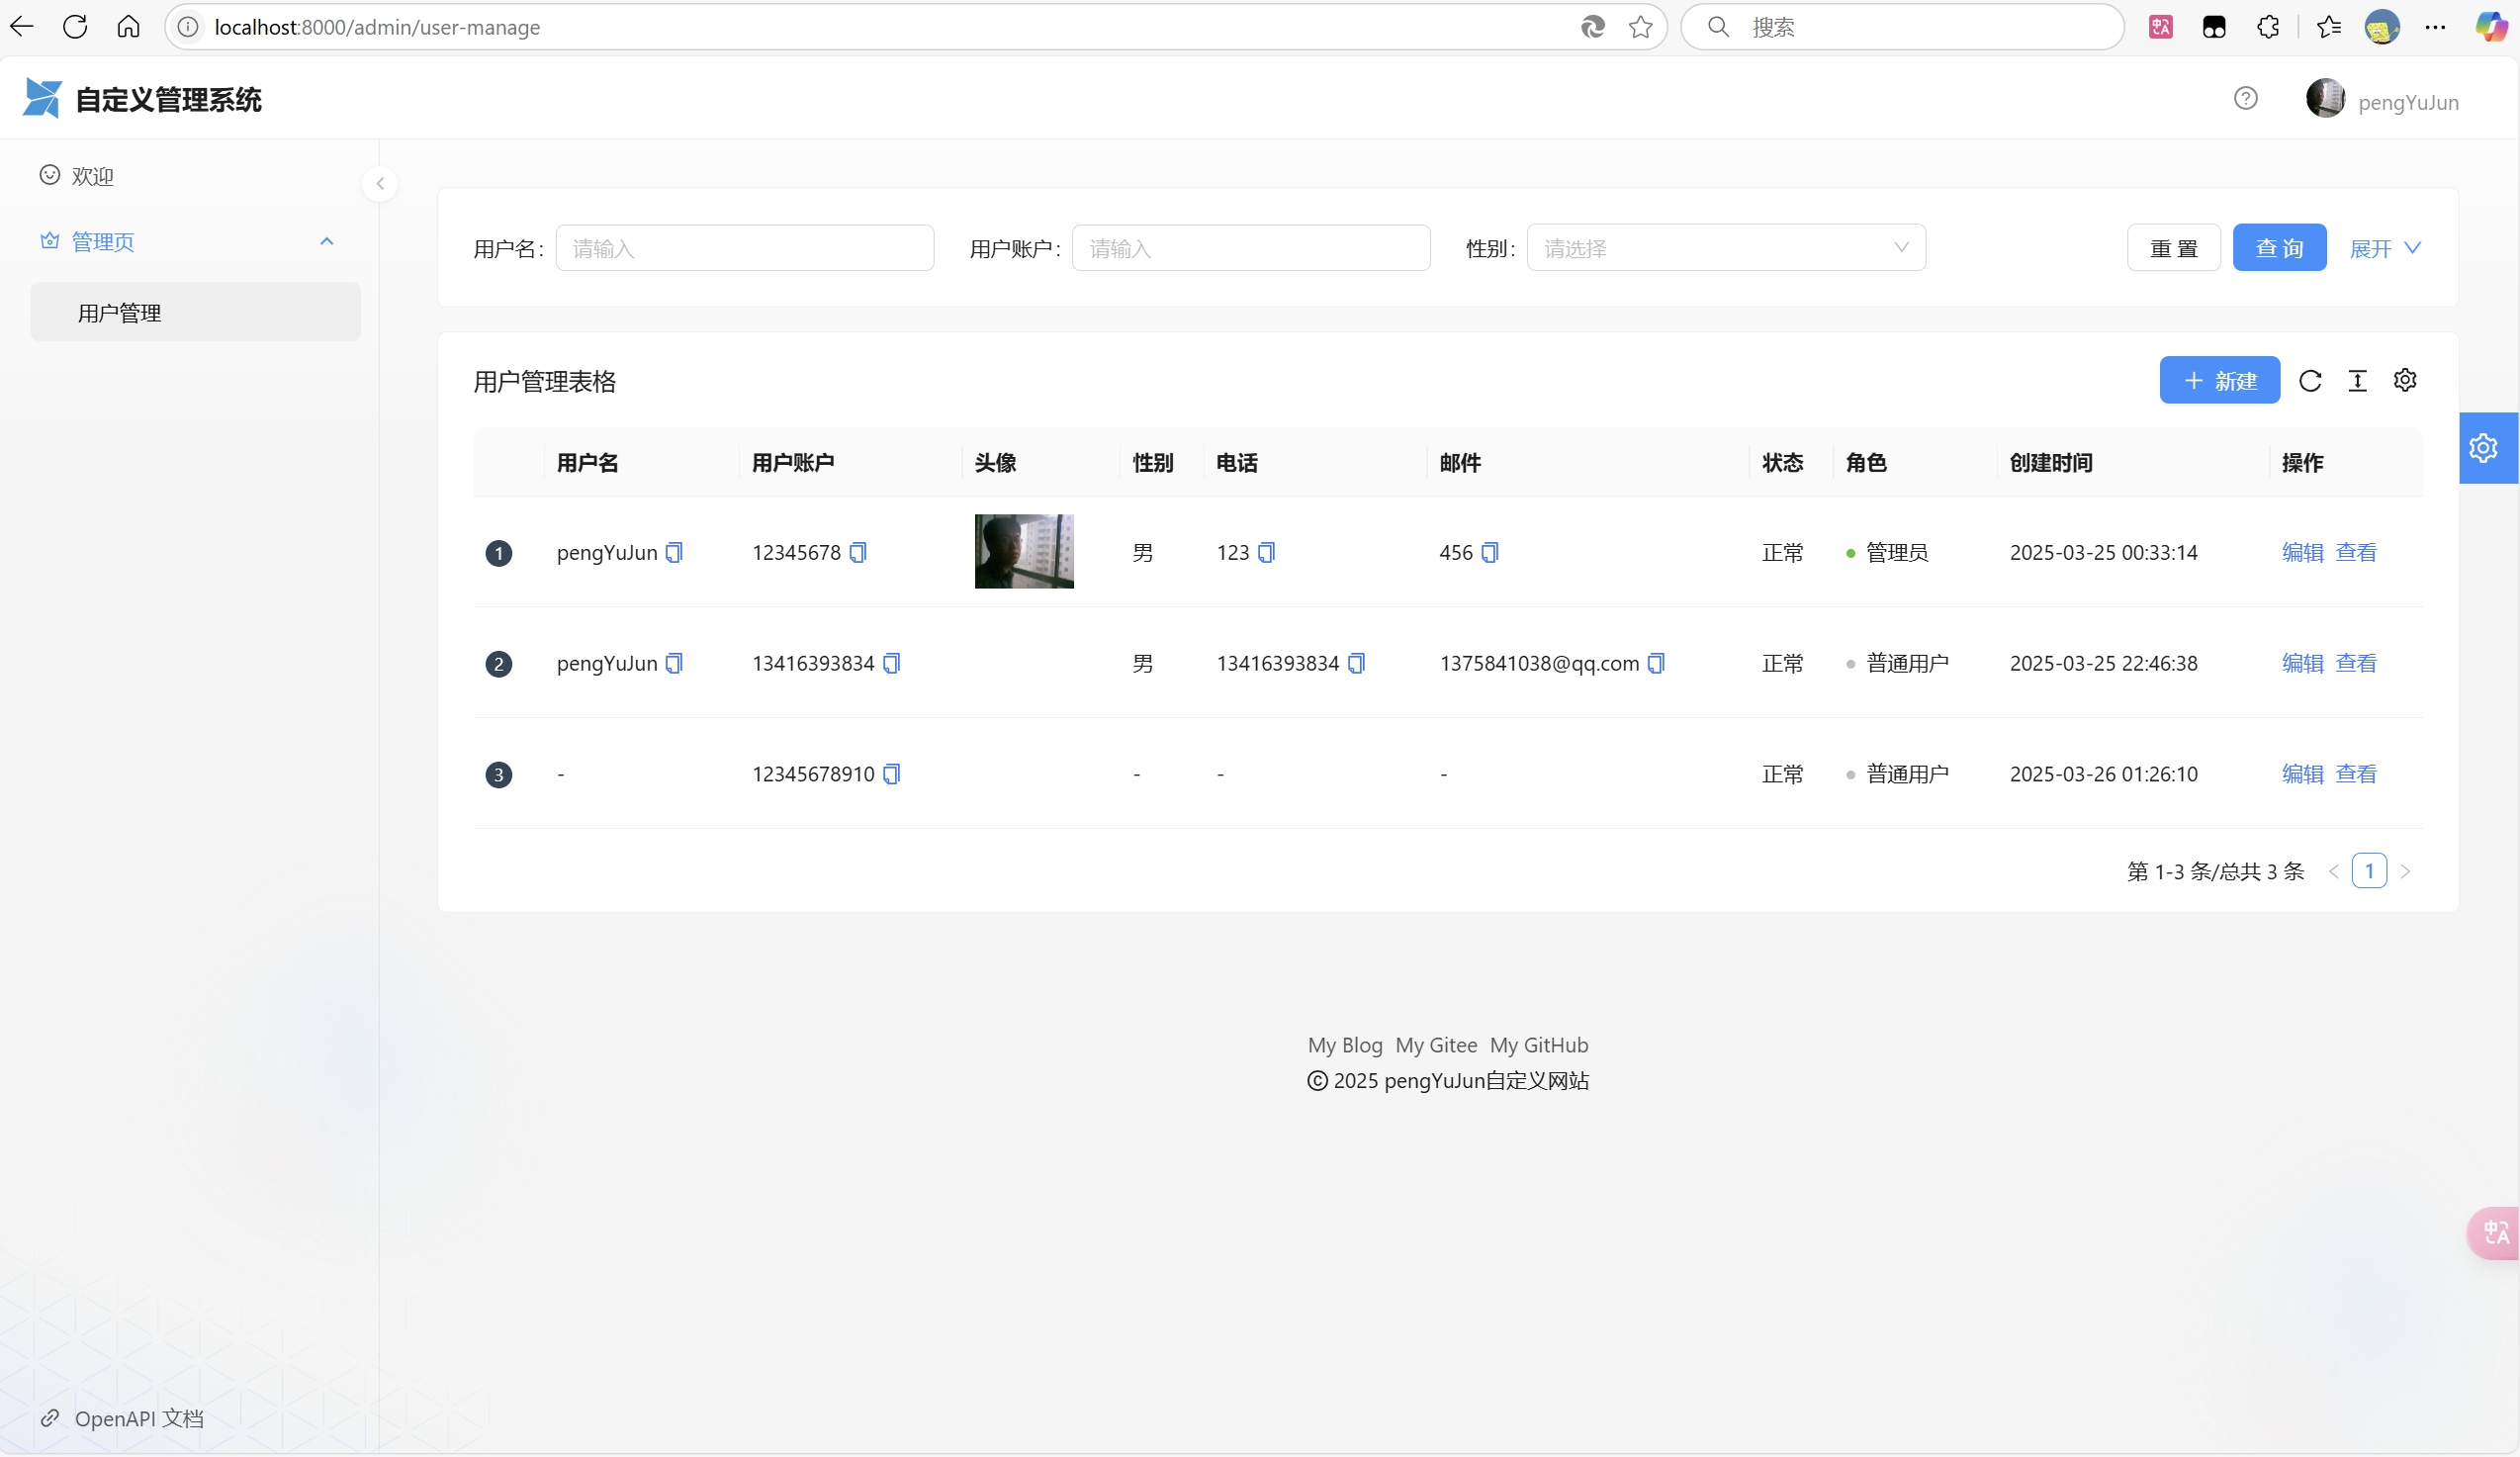 localhost:8000/admin/user-manage
搜索
自定义管理系统
pengYuJun
欢迎
管理页
用户管理
用户名: 请输入 用户账户: 请输入 性别: 请选择 重 置 查 询 展开
用户管理表格 新建
用户名 用户账户 头像 性别 电话 邮件 状态 角色 创建时间 操作
1 pengYuJun 12345678 男 123 456 正常 管理员 2025-03-25 00:33:14 编辑 查看
2 pengYuJun 13416393834 男 13416393834 1375841038@qq.com 正常 普通用户 2025-03-25 22:46:38 编辑 查看
3 - 12345678910 - - - 正常 普通用户 2025-03-26 01:26:10 编辑 查看
第 1-3 条/总共 3 条 < 1 >
My Blog My Gitee My GitHub
© 2025 pengYuJun自定义网站
OpenAPI 文档